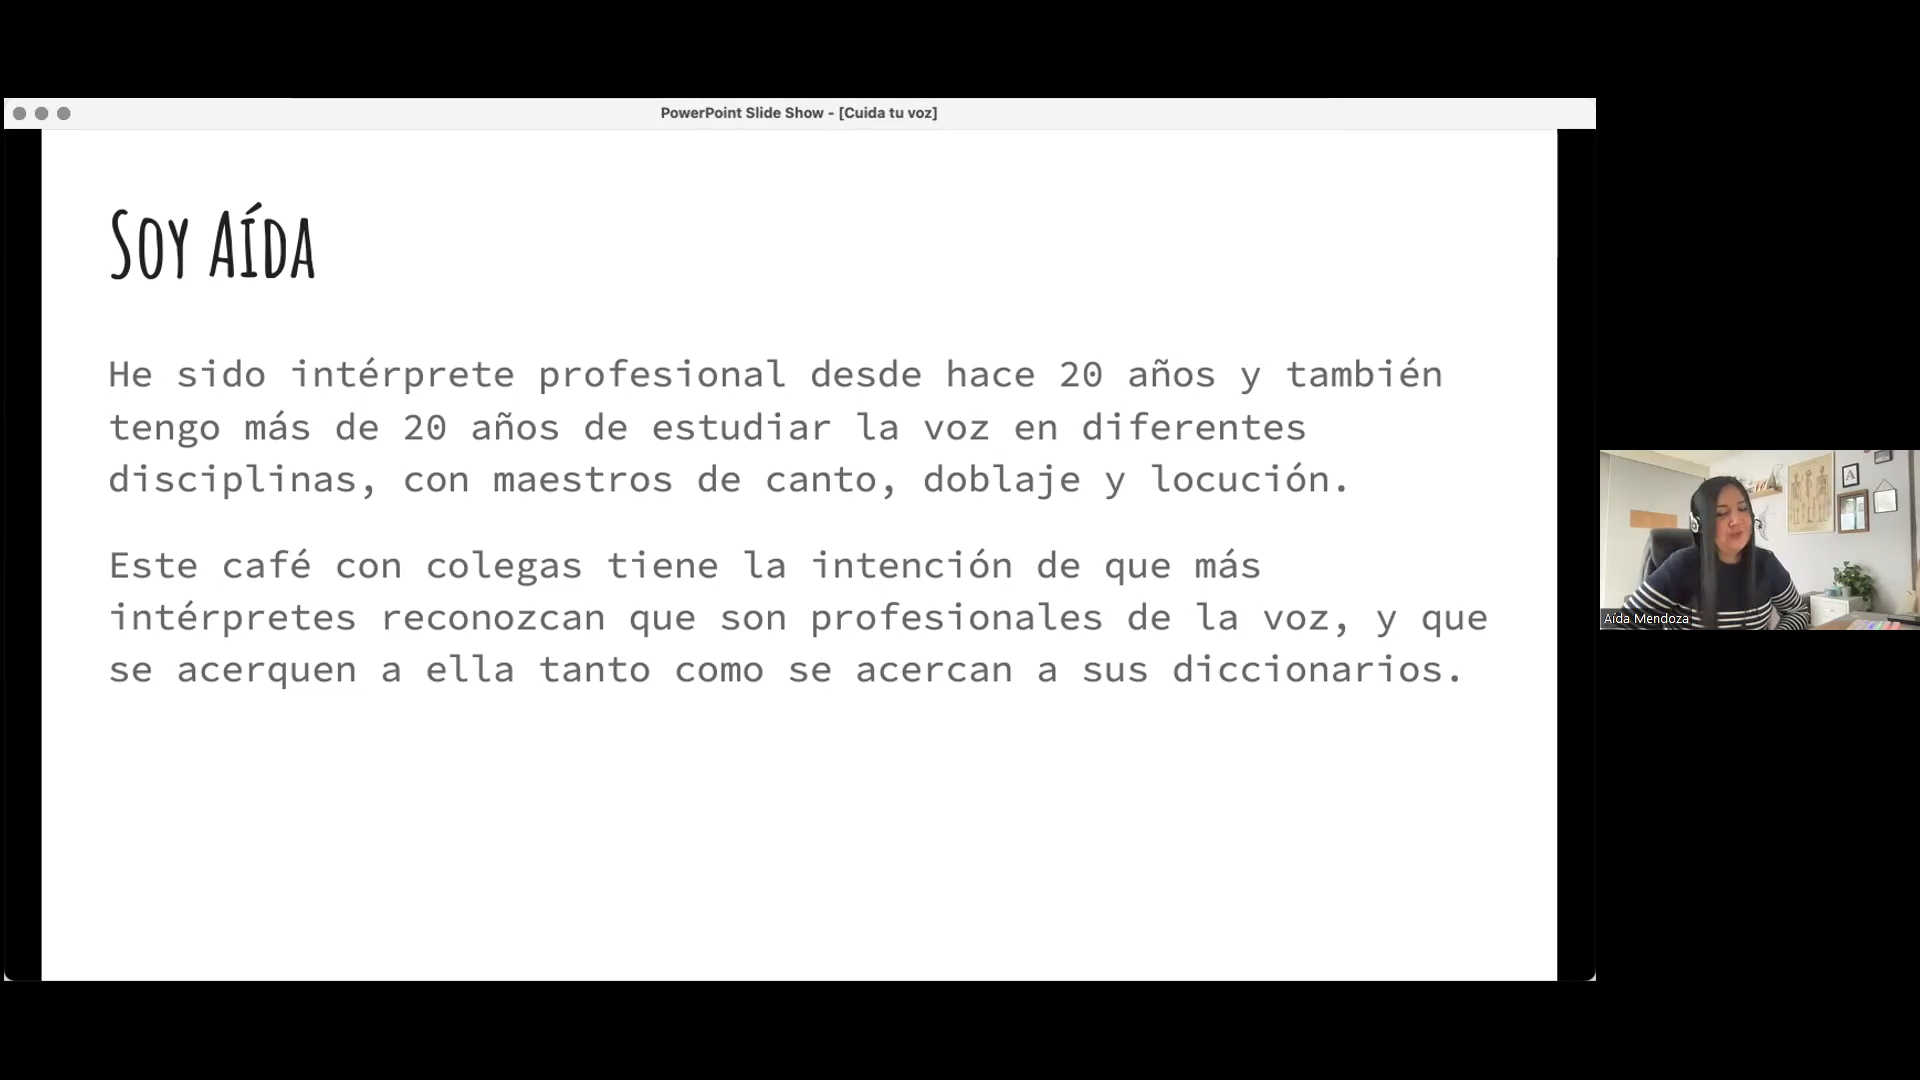 PowerPoint Slide Show - [Cuida tu voz]
Soy Aída
He sido intérprete profesional desde hace 20 años y también
tengo más de 20 años de estudiar la voz en diferentes
disciplinas, con maestros de canto, doblaje y locución.
Este café con colegas tiene la intención de que más
intérpretes reconozcan que son profesionales de la voz, y que
se acerquen a ella tanto como se acercan a sus diccionarios.
A
Aída Mendoza